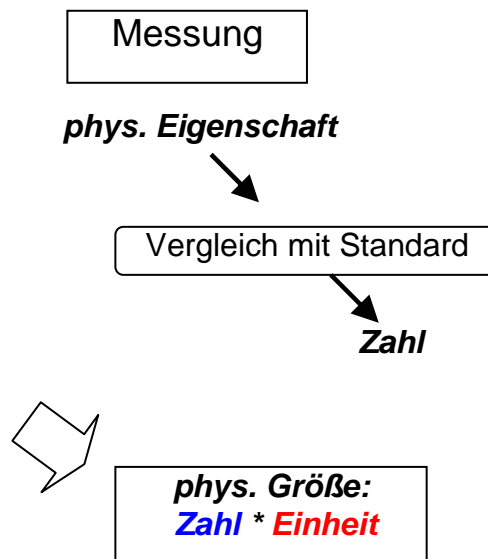 Messung
phys. Eigenschaft
Vergleich mit Standard
Zahl
phys. Größe:
Zahl * Einheit